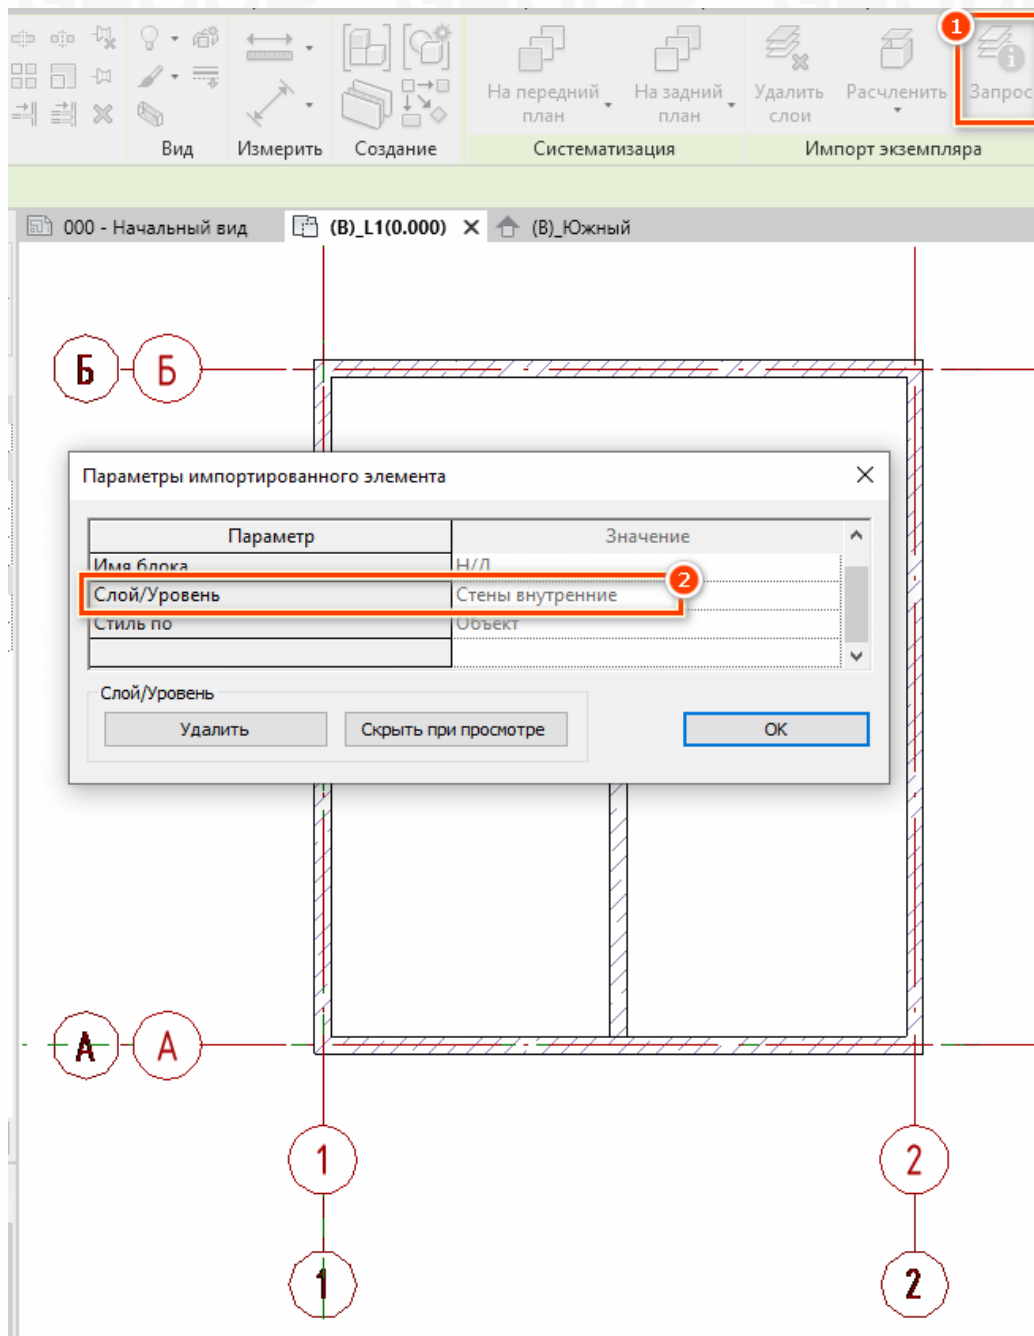 1
На передний план
На задний план
Удалить слои
Расчленить
Запрос
Вид
Измерить
Создание
Систематизация
Импорт экземпляра
000 - Начальный вид
(В)_L1(0.000)
(В)_Южный
Б
Б
Параметры импортированного элемента
Параметр
Значение
Имя блока
Н/Д
2
Слой/Уровень
Стены внутренние
Стиль по
Объект
Слой/Уровень
Удалить
Скрыть при просмотре
OK
А
А
1
2
1
2